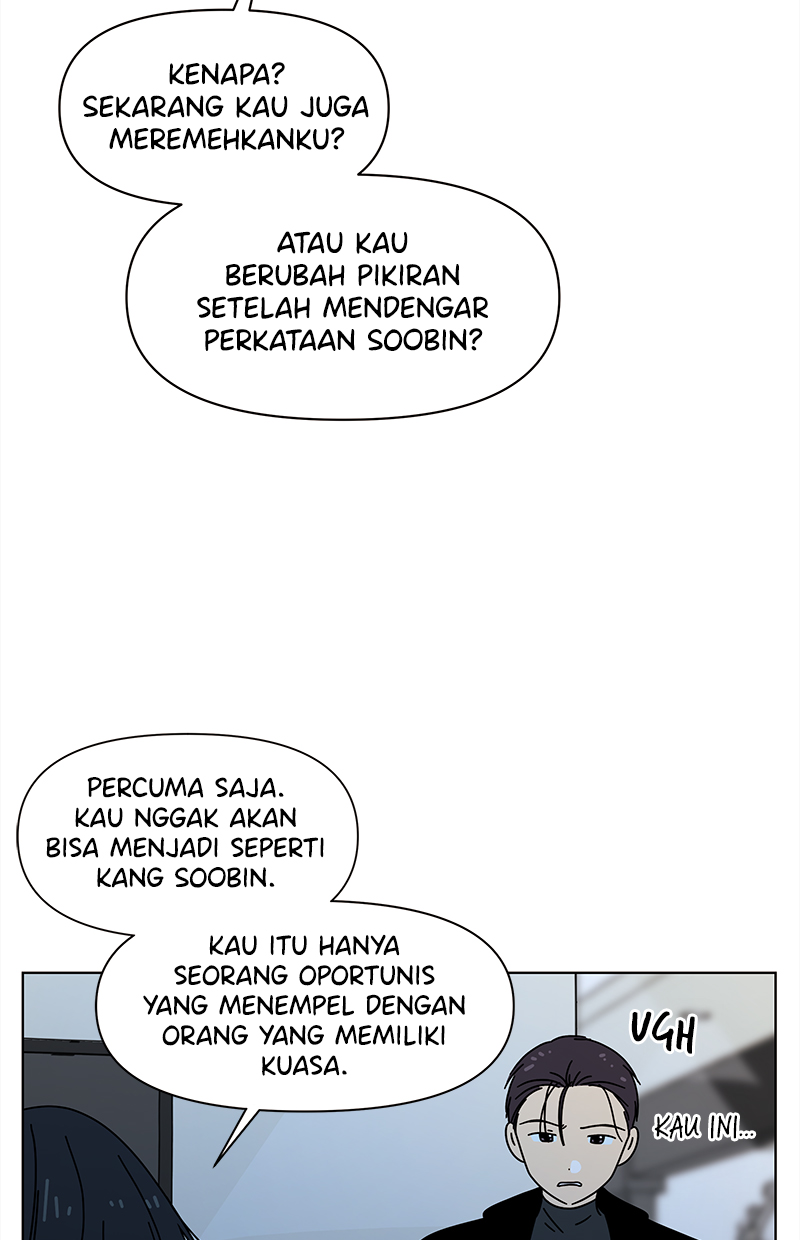 KENAPA?
SEKARANG KAU JUGA
MEREMEHKANKU?
ATAU KAU
BERUBAH PIKIRAN
SETELAH MENDENGAR
PERKATAAN SOOBIN?
PERCUMA SAJA.
KAU NGGAK AKAN
BISA MENJADI SEPERTI
KANG SOOBIN.
KAU ITU HANYA
SEORANG OPORTUNIS
YANG MENEMPEL DENGAN
ORANG YANG MEMILIKI
KUASA.
UGH
KAU INI...